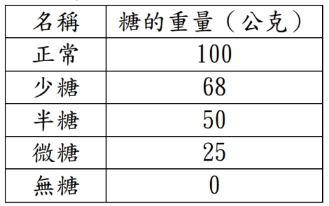 名稱 糖的重量（公克）
正常 100
少糖 68
半糖 50
微糖 25
無糖 0